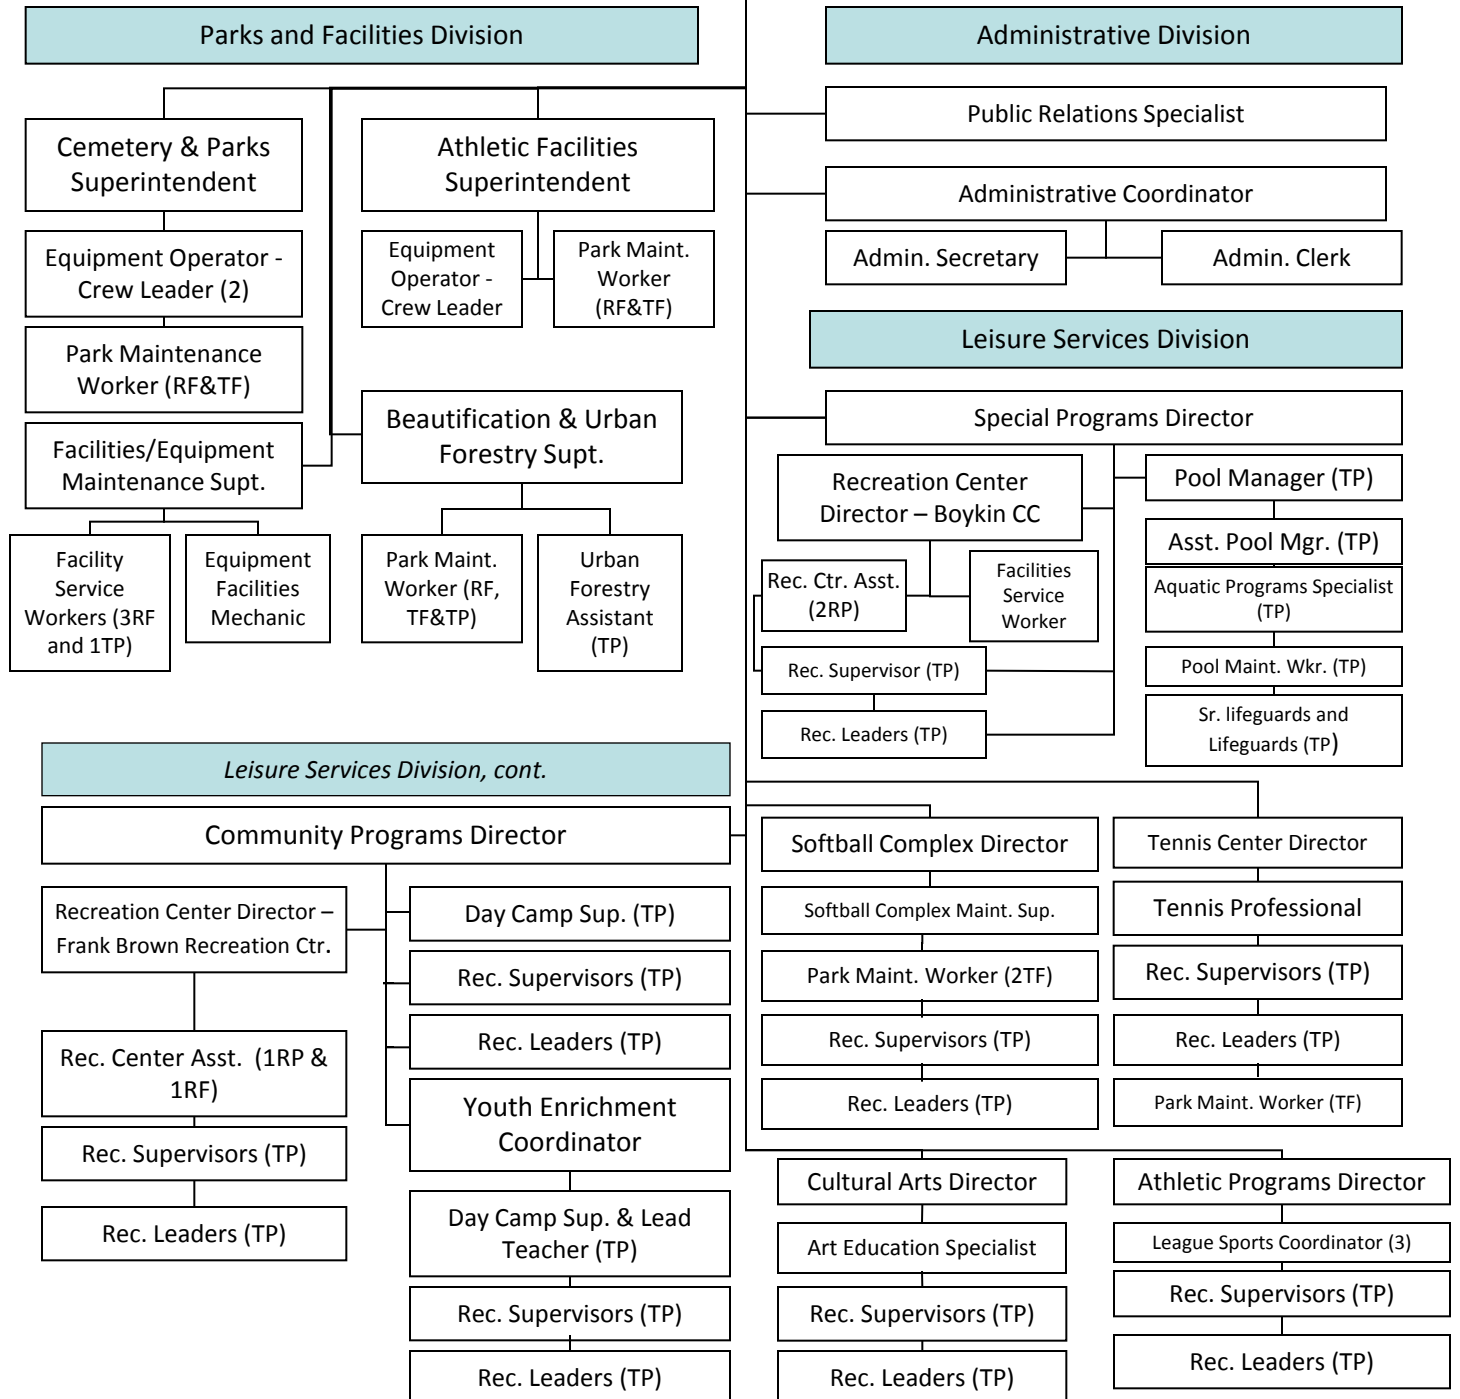 Parks and Facilities Division
Cemetery & Parks
Superintendent
Equipment Operator -
Crew Leader (2)
Park Maintenance
Worker (RF&TF)
Facilities/Equipment
Maintenance Supt.
Facility
Service
Workers (3RF
and 1TP)
Equipment
Facilities
Mechanic
Athletic Facilities
Superintendent
Equipment
Operator -
Crew Leader
Park Maint.
Worker
(RF&TF)
Beautification & Urban
Forestry Supt.
Park Maint.
Worker (RF,
TF&TP)
Urban
Forestry
Assistant
(TP)
Administrative Division
Public Relations Specialist
Administrative Coordinator
Admin. Secretary
Admin. Clerk
Leisure Services Division
Special Programs Director
Recreation Center
Director – Boykin CC
Rec. Ctr. Asst.
(2RP)
Facilities
Service
Worker
Rec. Supervisor (TP)
Rec. Leaders (TP)
Pool Manager (TP)
Asst. Pool Mgr. (TP)
Aquatic Programs Specialist
(TP)
Pool Maint. Wkr. (TP)
Sr. lifeguards and
Lifeguards (TP)
Leisure Services Division, cont.
Community Programs Director
Recreation Center Director –
Frank Brown Recreation Ctr.
Rec. Center Asst. (1RP &
1RF)
Rec. Supervisors (TP)
Rec. Leaders (TP)
Day Camp Sup. (TP)
Rec. Supervisors (TP)
Rec. Leaders (TP)
Youth Enrichment
Coordinator
Day Camp Sup. & Lead
Teacher (TP)
Rec. Supervisors (TP)
Rec. Leaders (TP)
Softball Complex Director
Softball Complex Maint. Sup.
Park Maint. Worker (2TF)
Rec. Supervisors (TP)
Rec. Leaders (TP)
Tennis Center Director
Tennis Professional
Rec. Supervisors (TP)
Rec. Leaders (TP)
Park Maint. Worker (TF)
Cultural Arts Director
Art Education Specialist
Rec. Supervisors (TP)
Rec. Leaders (TP)
Athletic Programs Director
League Sports Coordinator (3)
Rec. Supervisors (TP)
Rec. Leaders (TP)